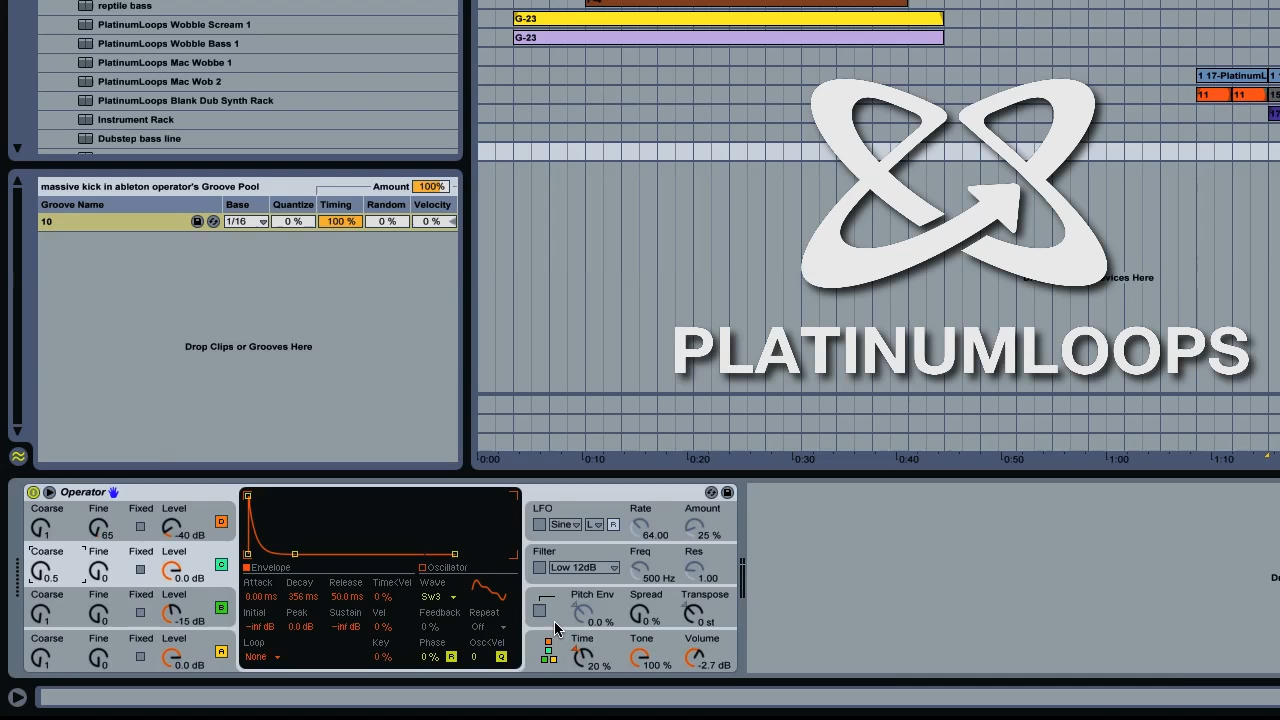 reptile bass
PlatinumLoops Wobble Scream 1
PlatinumLoops Wobble Bass 1
PlatinumLoops Mac Wobbe 1
PlatinumLoops Mac Wob 2
PlatinumLoops Blank Dub Synth Rack
Instrument Rack
Dubstep bass line
G-23
G-23
1 17-PlatinumL 1
11 11 15
17
PLATINUMLOOPS
vices Here
massive kick in ableton operator's Groove Pool Amount 100%
Groove Name Base Quantize Timing Random Velocity
10 1/16 0 % 100 % 0 % 0 %
Drop Clips or Grooves Here
0:00 0:10 0:20 0:30 0:40 0:50 1:00 1:10
Operator
Coarse Fine Fixed Level
1 65 -40 dB D
Coarse Fine Fixed Level
0.5 0 0.0 dB C
Coarse Fine Fixed Level
1 0 -15 dB B
Coarse Fine Fixed Level
1 0 0.0 dB A
Envelope Oscillator
Attack Decay Release Time<Vel Wave
0.00 ms 356 ms 50.0 ms 0 % Sw3
Initial Peak Sustain Vel Feedback Repeat
-inf dB 0.0 dB -inf dB 0 % 0 % Off
Loop Key Phase Osc<Vel
None 0 % 0 % R 0 Q
LFO Rate Amount
Sine L R 64.00 25 %
Filter Freq Res
Low 12dB 500 Hz 1.00
Pitch Env Spread Transpose
0.0 % 0 % 0 st
Time Tone Volume
20 % 100 % -2.7 dB